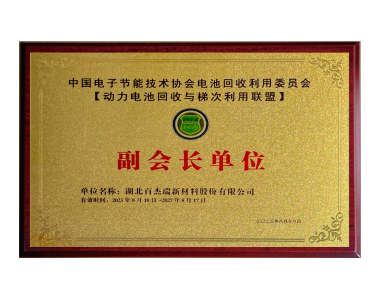 中国电子节能技术协会电池回收利用委员会
【动力电池回收与梯次利用联盟】
副会长单位
单位名称：湖北百杰瑞新材料股份有限公司
有效时间：2023年8月18日-2027年8月17日